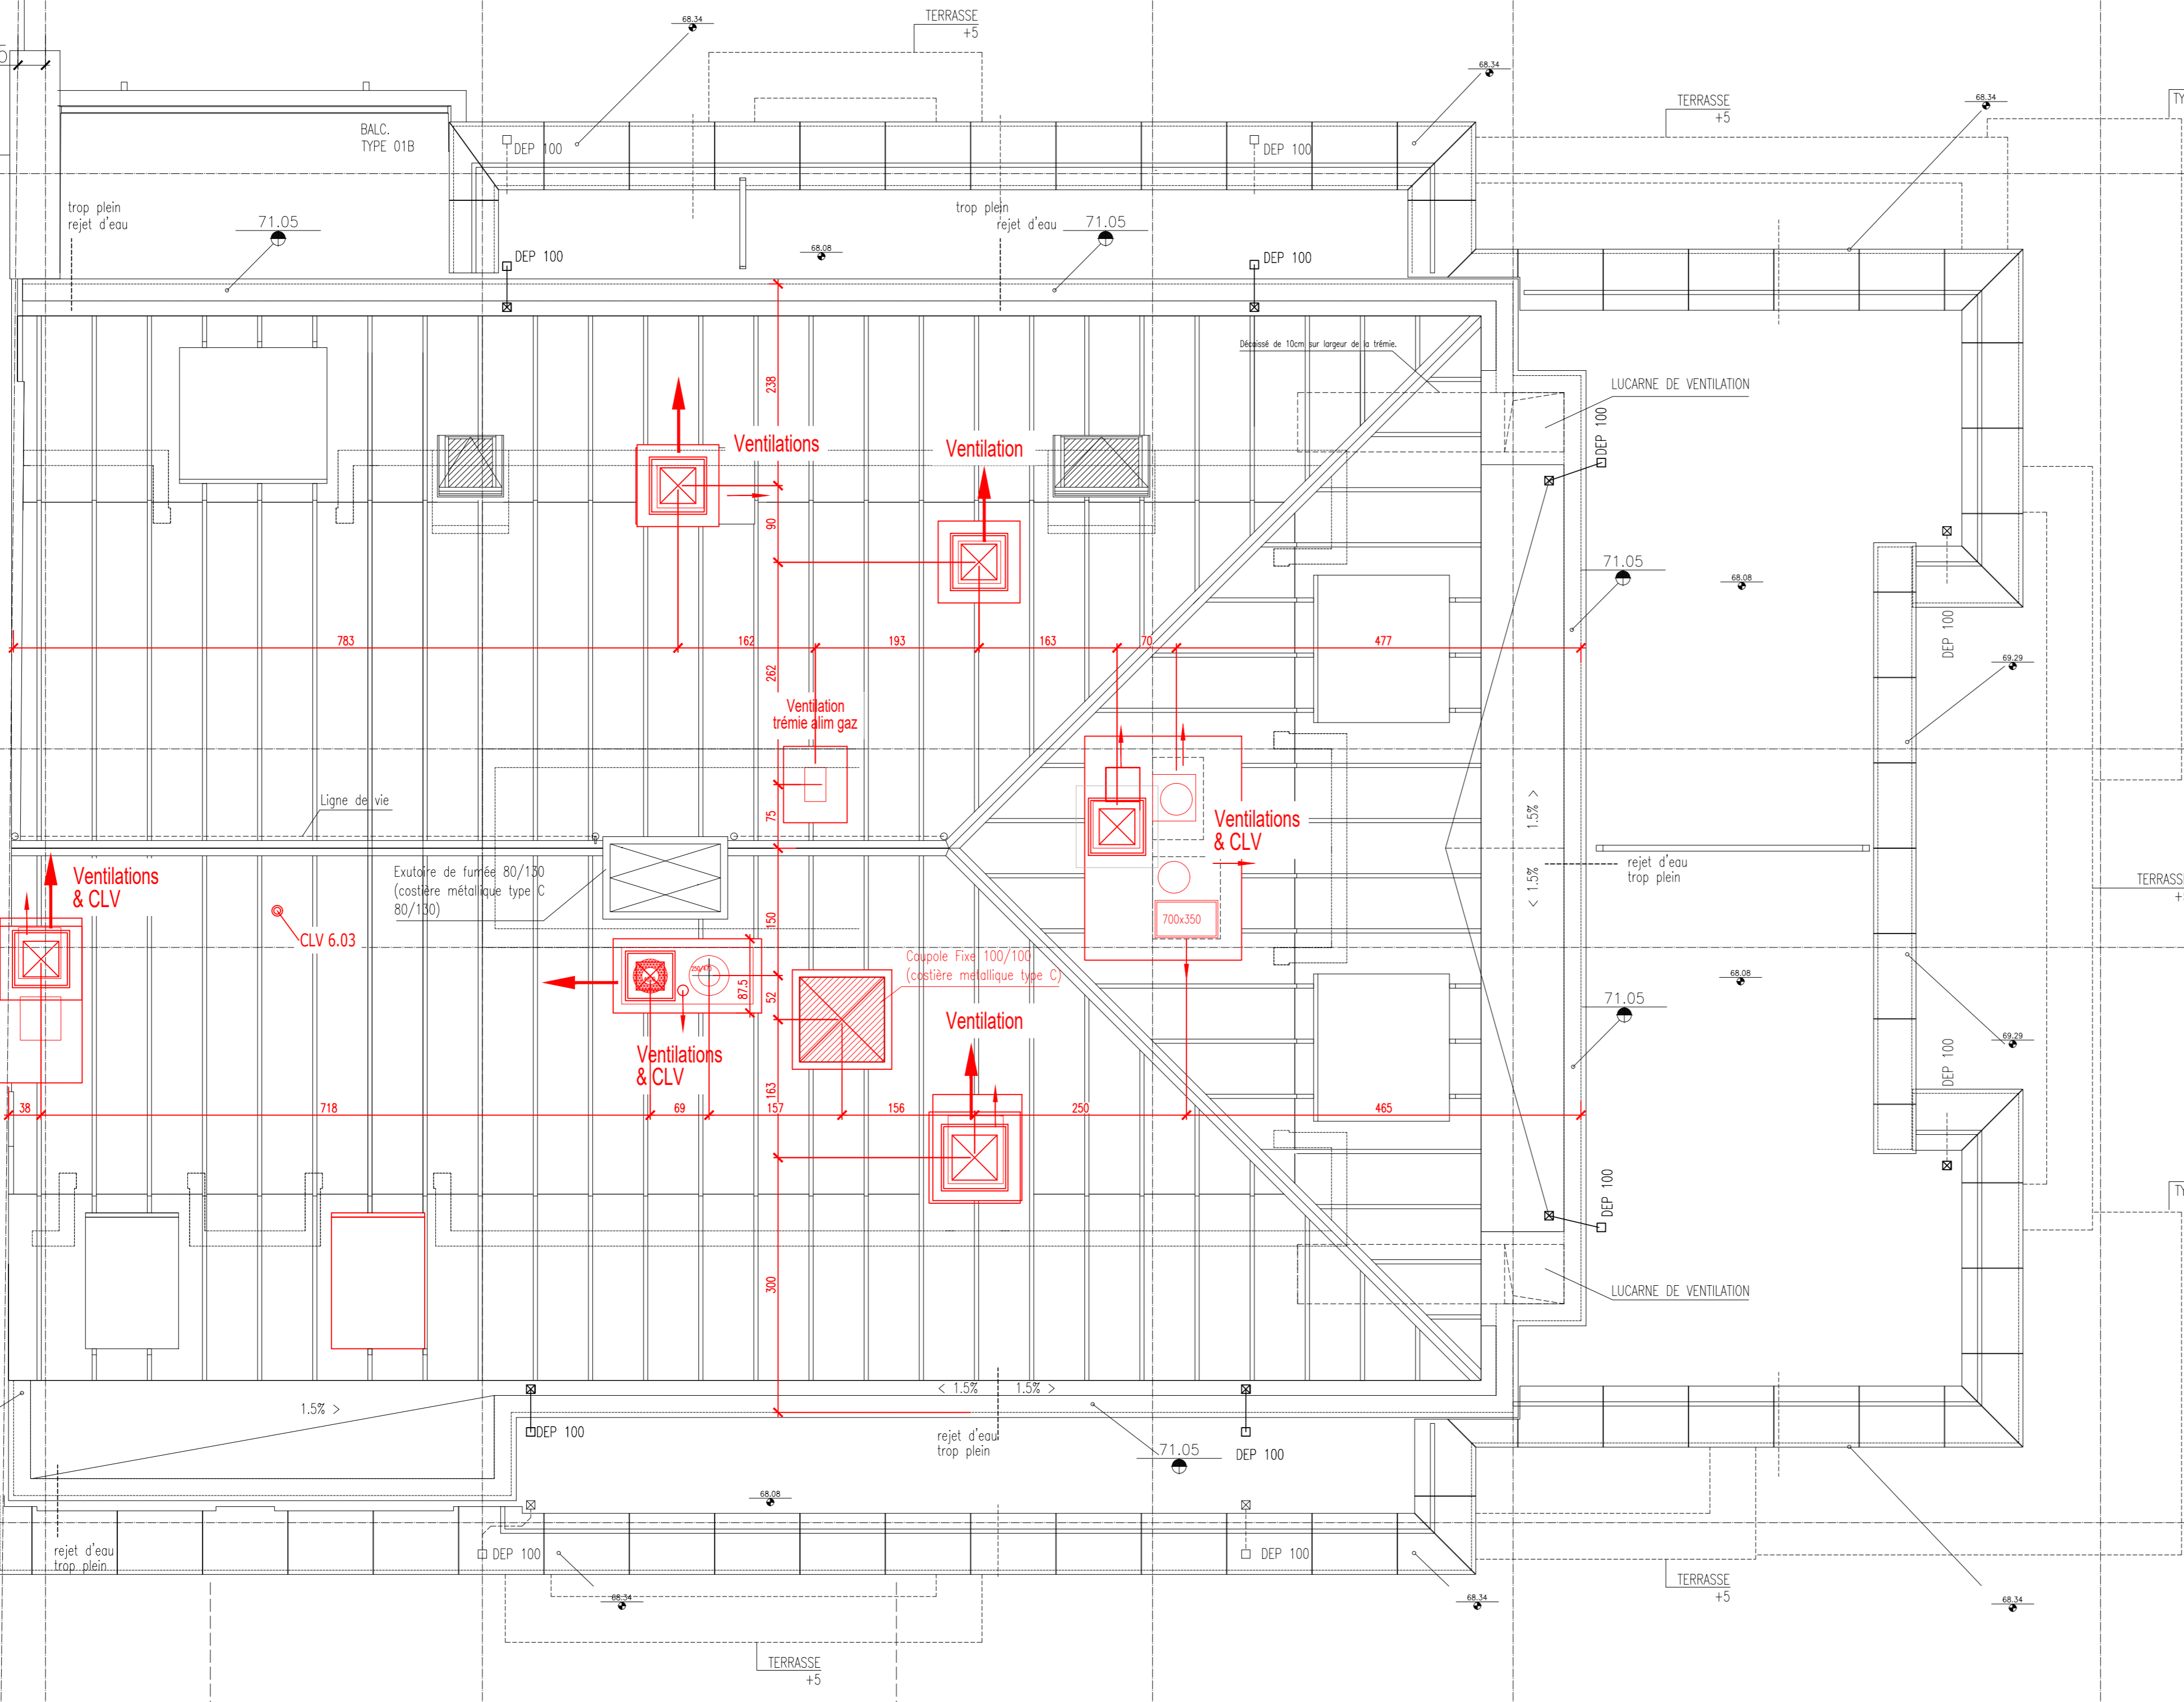 68.34
TERRASSE
+5
68.34
TERRASSE
+5
68.34
BALC.
TYPE 01B
DEP 100
DEP 100
trop plein
rejet d'eau
71.05
trop plein
rejet d'eau
71.05
DEP 100
68.08
DEP 100
238
Décaissé de 10cm sur largeur de la trémie.
LUCARNE DE VENTILATION
DEP 100
Ventilations
Ventilation
90
71.05
68.08
783
162
193
163
70
477
DEP 100
69.29
262
Ventilation
trémie alim gaz
Ligne de vie
75
Ventilations
& CLV
1.5% >
< 1.5%
rejet d'eau
trop plein
Exutoire de fumée 80/130
(costière métallique type C
80/130)
Ventilations
& CLV
TERRASSE
150
700x350
CLV 6.03
Coupole Fixe 100/100
(costière metallique type C)
87.5
52
68.08
71.05
Ventilation
69.29
Ventilations
& CLV
DEP 100
163
38
718
69
157
156
250
465
DEP 100
300
LUCARNE DE VENTILATION
< 1.5%
1.5% >
1.5% >
DEP 100
rejet d'eau
trop plein
71.05
DEP 100
68.08
rejet d'eau
trop plein
DEP 100
DEP 100
68.34
68.34
TERRASSE
+5
68.34
TERRASSE
+5